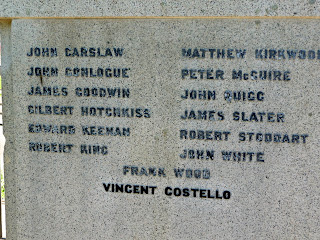 JOHN CARSLAW
JOHN CONLOGUE
JAMES GOODWIN
GILBERT HOTCHKISS
EDWARD KEENAN
ROBERT KING
MATTHEW KIRKWOOD
PETER McGUIRE
JOHN QUIGG
JAMES SLATER
ROBERT STODDART
JOHN WHITE
FRANK WOOD
VINCENT COSTELLO